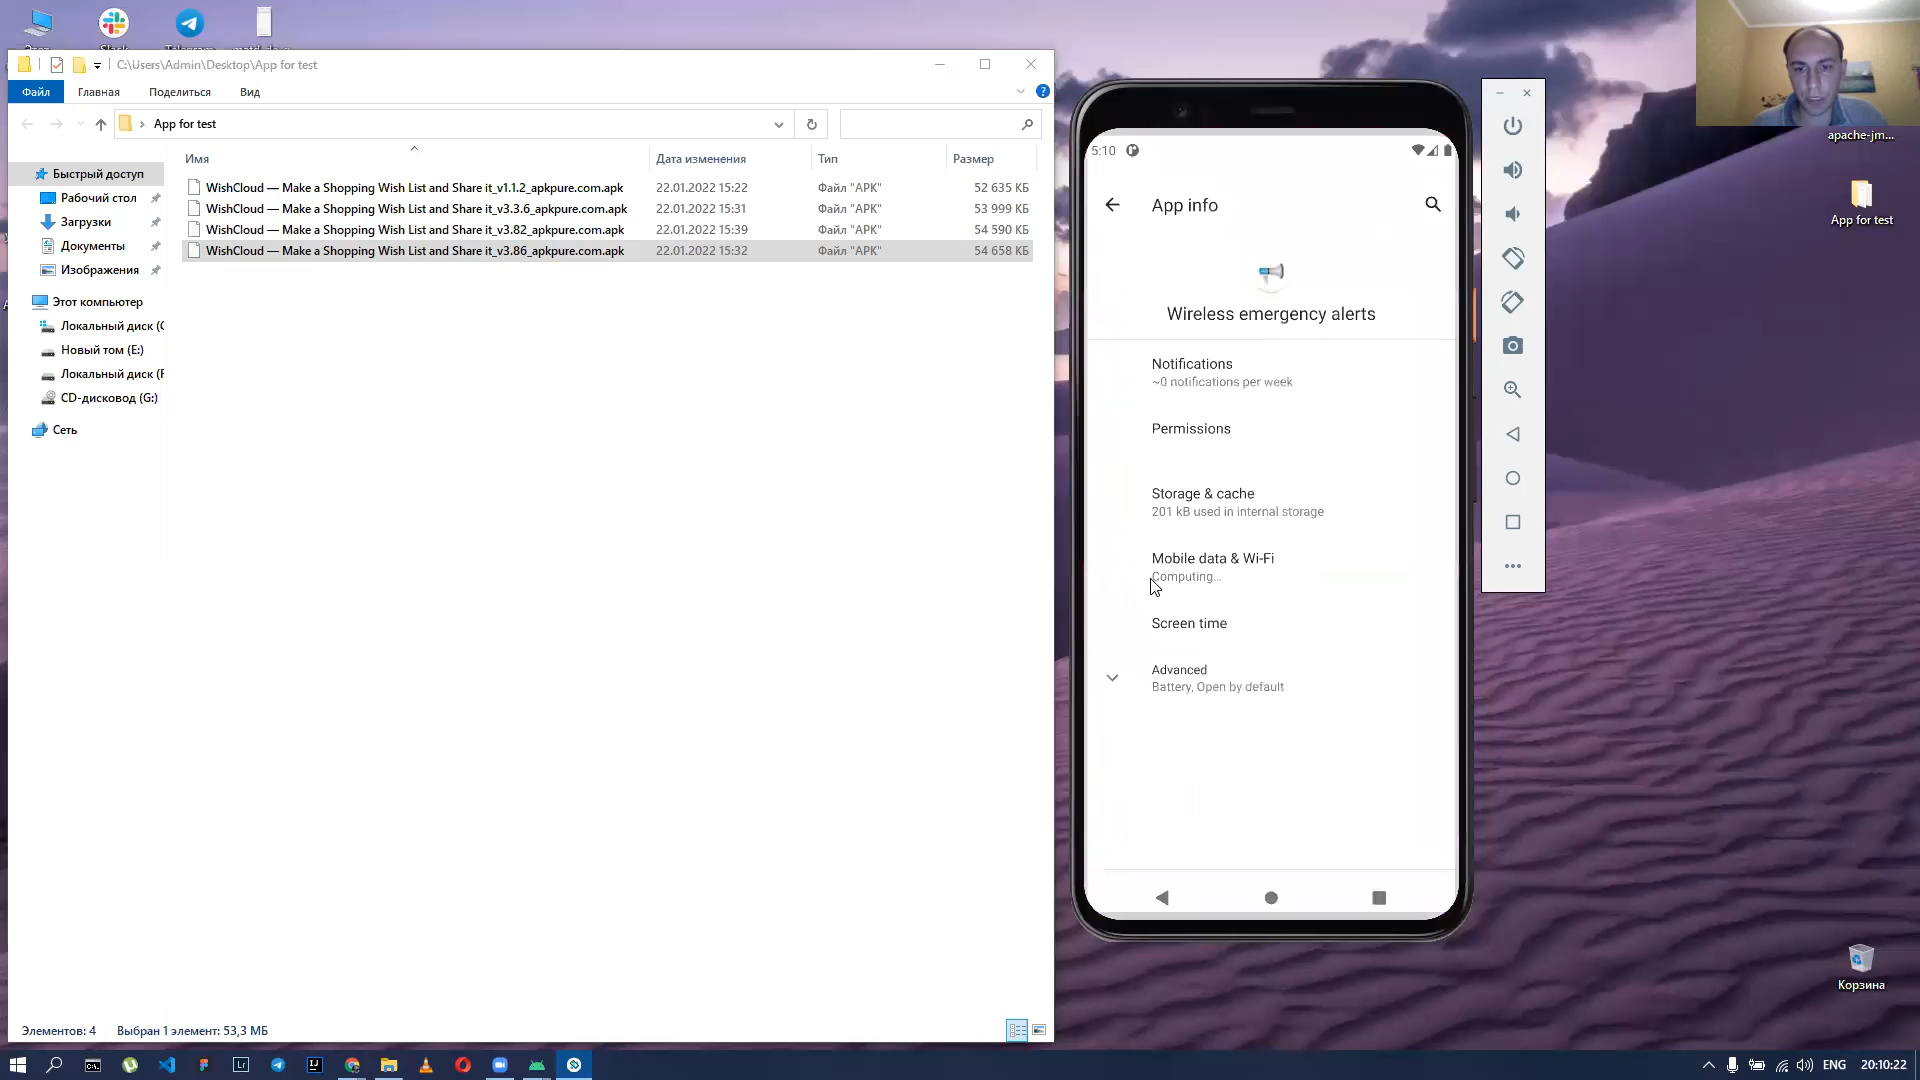 Этот
Slack
Telegram
C:\Users\Admin\Desktop\App for test
Файл
Главная
Поделиться
Вид
App for test
Имя
Дата изменения
Тип
Размер
WishCloud — Make a Shopping Wish List and Share it_v1.1.2_apkpure.com.apk
22.01.2022 15:22
Файл "APK"
52 635 КБ
WishCloud — Make a Shopping Wish List and Share it_v3.3.6_apkpure.com.apk
22.01.2022 15:31
Файл "APK"
53 999 КБ
WishCloud — Make a Shopping Wish List and Share it_v3.82_apkpure.com.apk
22.01.2022 15:39
Файл "APK"
54 590 КБ
WishCloud — Make a Shopping Wish List and Share it_v3.86_apkpure.com.apk
22.01.2022 15:32
Файл "APK"
54 658 КБ
Быстрый доступ
Рабочий стол
Загрузки
Документы
Изображения
Этот компьютер
Локальный диск (C
Новый том (E:)
Локальный диск (F
CD-дисковод (G:)
Сеть
Элементов: 4
Выбран 1 элемент: 53,3 МБ
5:10
App info
Wireless emergency alerts
Notifications
~0 notifications per week
Permissions
Storage & cache
201 kB used in internal storage
Mobile data & Wi-Fi
Computing...
Screen time
Advanced
Battery, Open by default
apache-jm...
App for test
Корзина
Lr
IJ
ENG
20:10:22